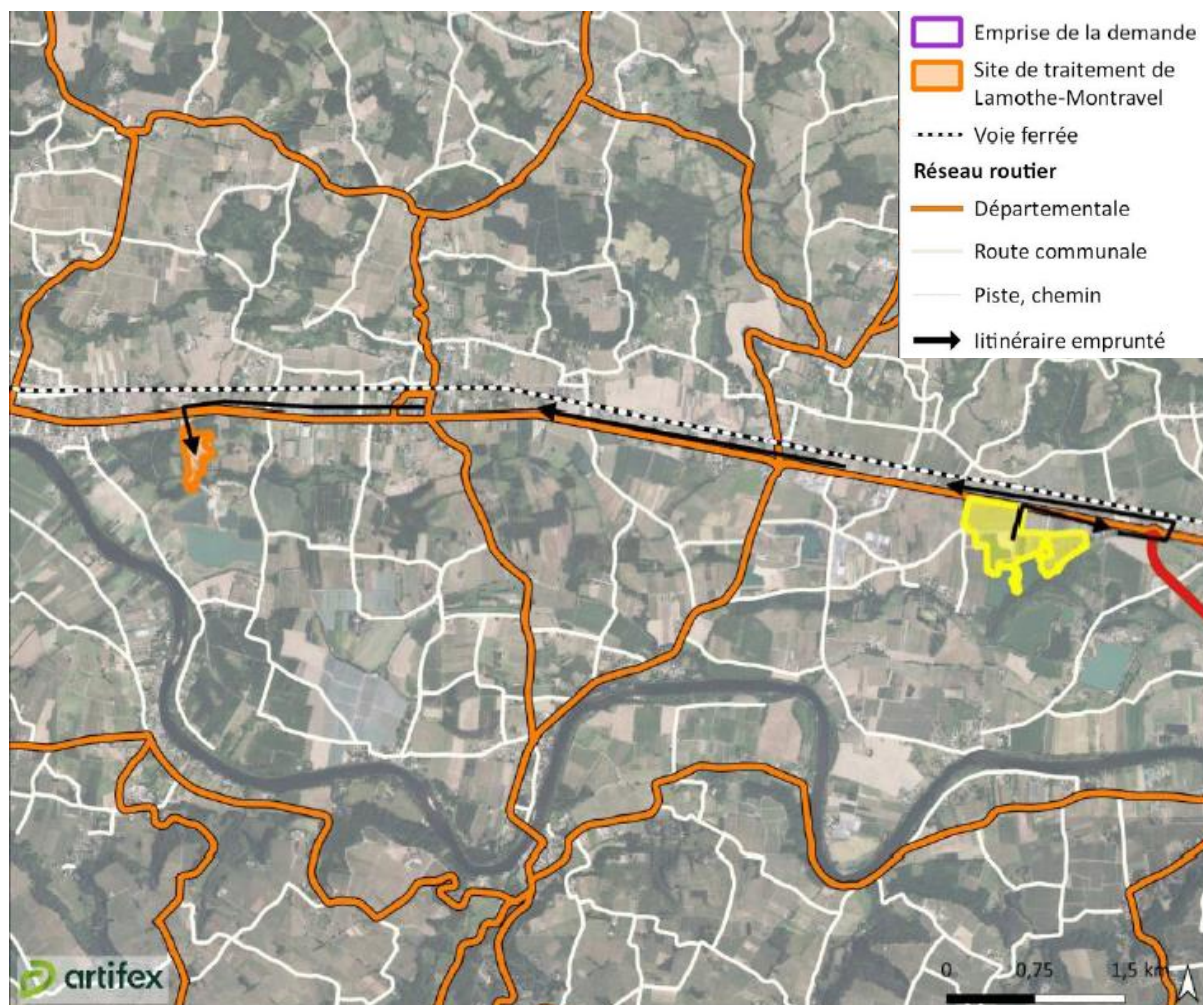 Emprise de la demande
Site de traitement de
Lamothe-Montravel
Voie ferrée
Réseau routier
Départementale
Route communale
Piste, chemin
Iitinéraire emprunté
artifex
0 0,75 1,5 km